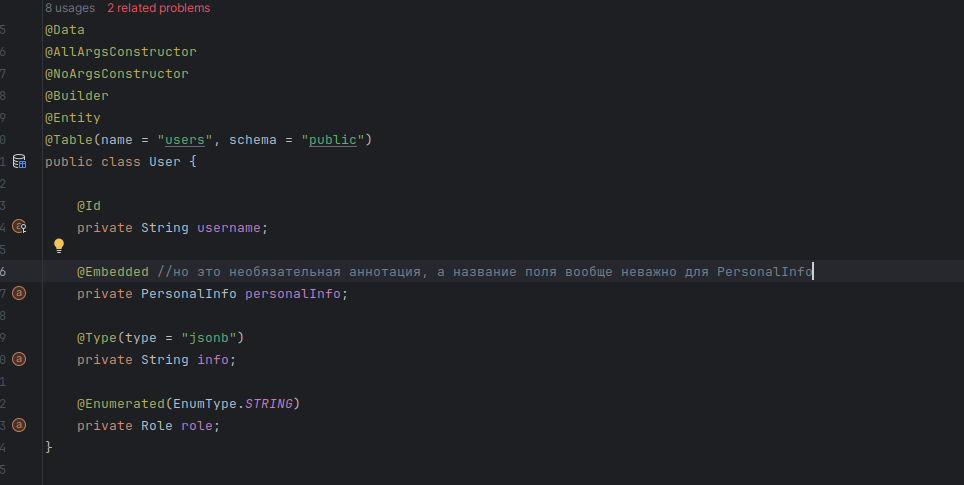 8 usages 2 related problems
5 @Data
6 @AllArgsConstructor
7 @NoArgsConstructor
8 @Builder
9 @Entity
0 @Table(name = "users", schema = "public")
1 public class User {
2
3 @Id
4 private String username;
5
6 @Embedded //но это необязательная аннотация, а название поля вообще неважно для PersonalInfo
7 private PersonalInfo personalInfo;
8
9 @Type(type = "jsonb")
0 private String info;
1
2 @Enumerated(EnumType.STRING)
3 private Role role;
4 }
5